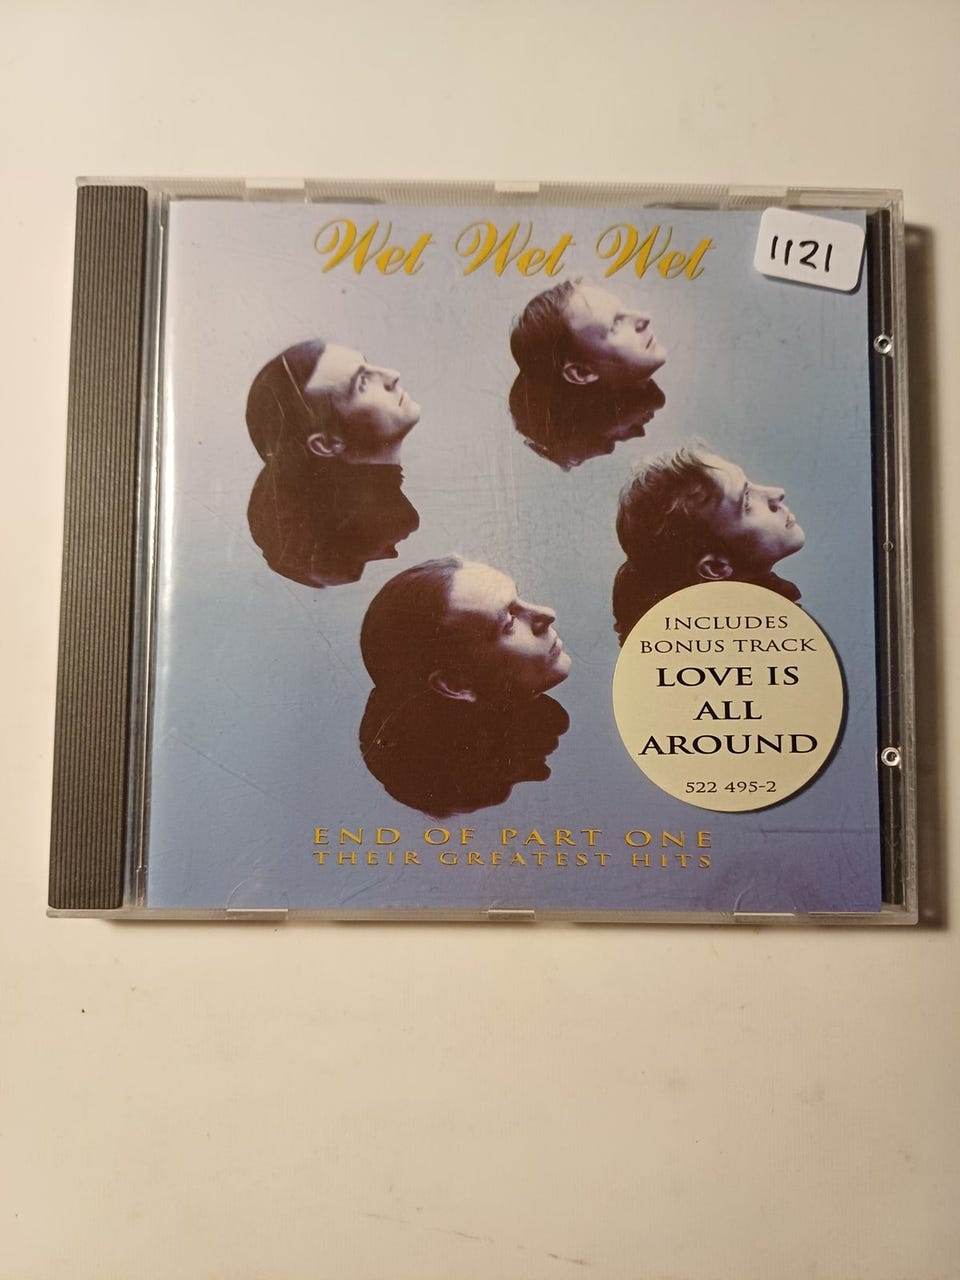 Wet Wet Wet
1121
INCLUDES
BONUS TRACK
LOVE IS
ALL
AROUND
522 495-2
END OF PART ONE
THEIR GREATEST HITS